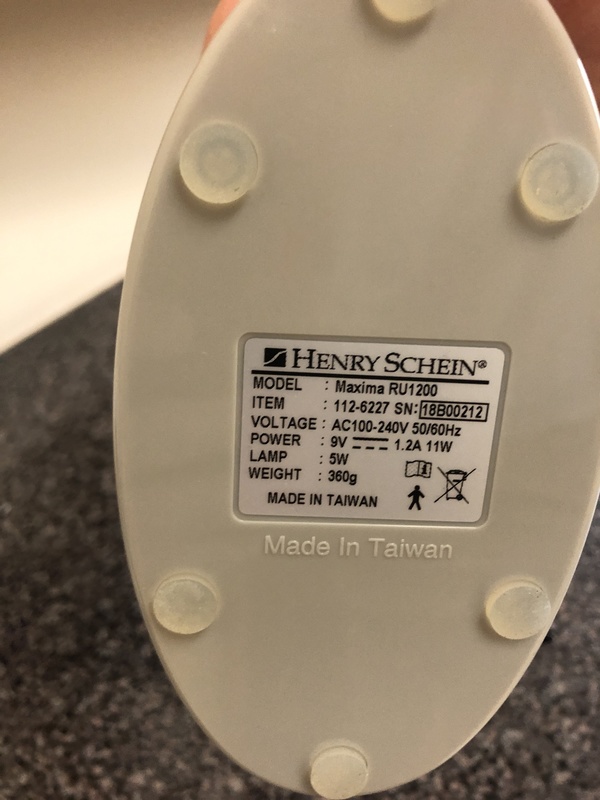 HENRY SCHEIN®
MODEL : Maxima RU1200
ITEM : 112-6227 SN: 18B00212
VOLTAGE : AC100-240V 50/60Hz
POWER : 9V 1.2A 11W
LAMP : 5W
WEIGHT : 360g
MADE IN TAIWAN
Made In Taiwan